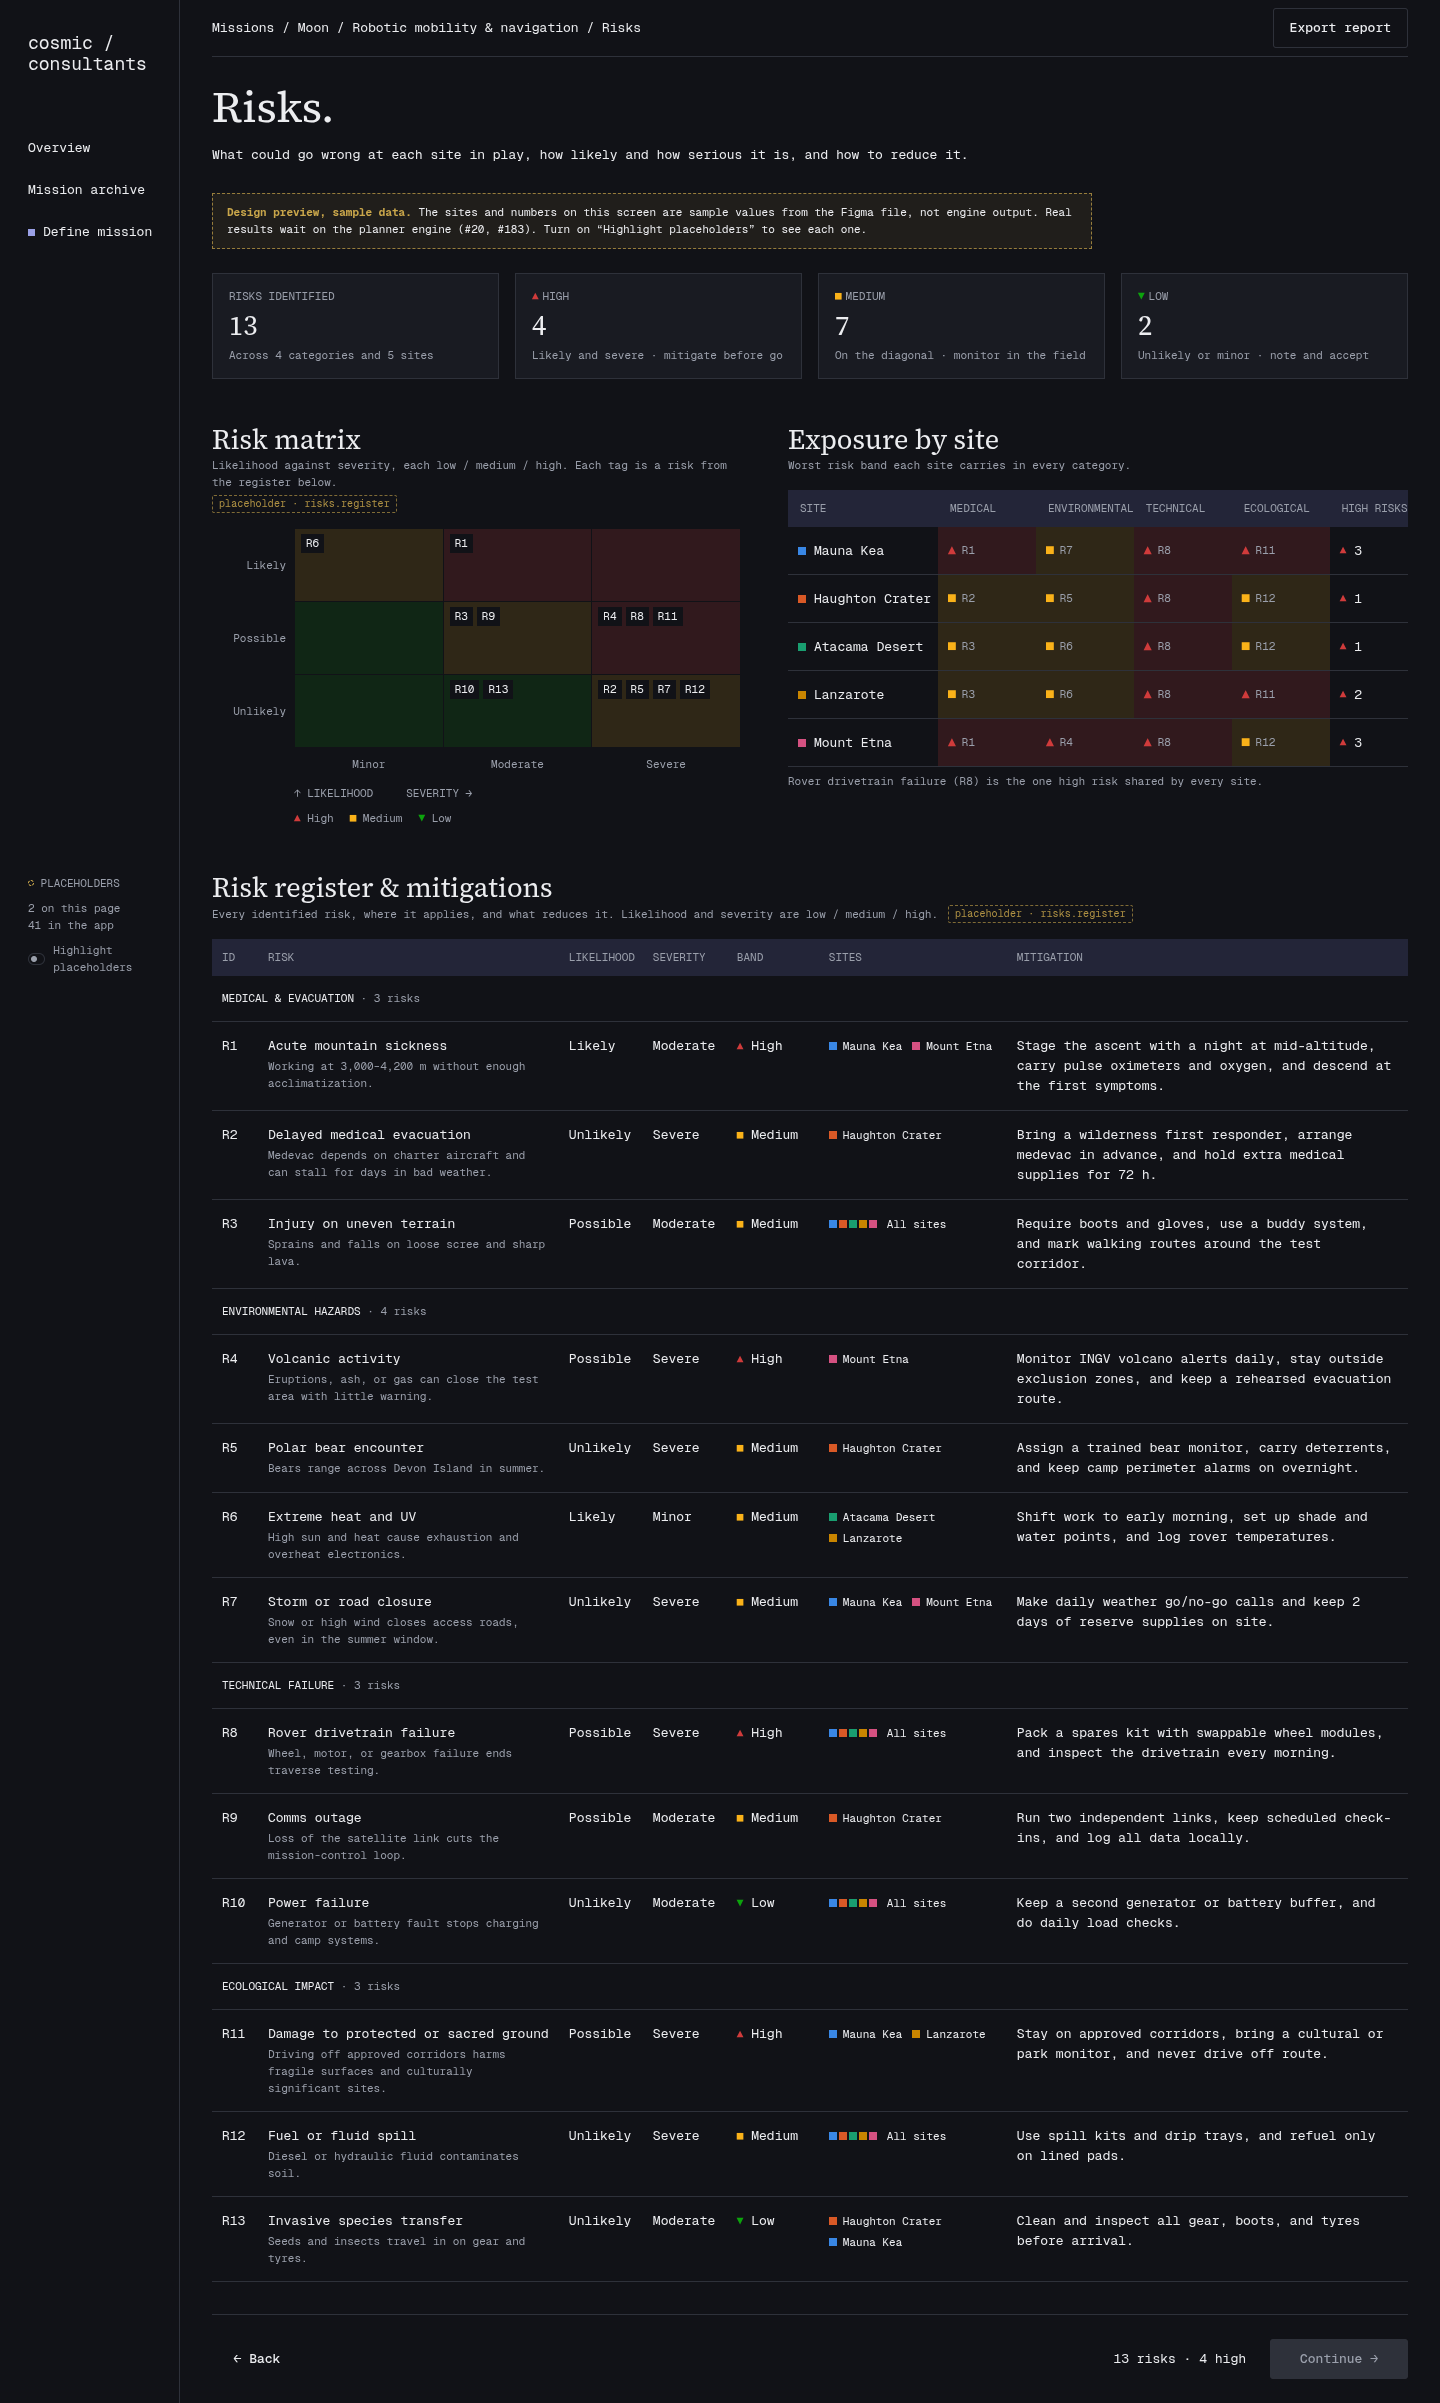 cosmic /
consultants
Overview
Mission archive
Define mission
PLACEHOLDERS
2 on this page
41 in the app
Highlight
placeholders
Missions / Moon / Robotic mobility & navigation / Risks
Export report
Risks.
What could go wrong at each site in play, how likely and how serious it is, and how to reduce it.
Design preview, sample data. The sites and numbers on this screen are sample values from the Figma file, not engine output. Real
results wait on the planner engine (#20, #183). Turn on “Highlight placeholders” to see each one.
RISKS IDENTIFIED
13
Across 4 categories and 5 sites
▲ HIGH
4
Likely and severe · mitigate before go
■ MEDIUM
7
On the diagonal · monitor in the field
▼ LOW
2
Unlikely or minor · note and accept
Risk matrix
Likelihood against severity, each low / medium / high. Each tag is a risk from
the register below.
placeholder · risks.register
Likely R6 R1
Possible R3 R9 R4 R8 R11
Unlikely R10 R13 R2 R5 R7 R12
Minor Moderate Severe
↑ LIKELIHOOD SEVERITY →
▲ High ■ Medium ▼ Low
Exposure by site
Worst risk band each site carries in every category.
SITE MEDICAL ENVIRONMENTAL TECHNICAL ECOLOGICAL HIGH RISKS
Mauna Kea ▲ R1 ■ R7 ▲ R8 ▲ R11 ▲ 3
Haughton Crater ■ R2 ■ R5 ▲ R8 ■ R12 ▲ 1
Atacama Desert ■ R3 ■ R6 ▲ R8 ■ R12 ▲ 1
Lanzarote ■ R3 ■ R6 ▲ R8 ▲ R11 ▲ 2
Mount Etna ▲ R1 ▲ R4 ▲ R8 ■ R12 ▲ 3
Rover drivetrain failure (R8) is the one high risk shared by every site.
Risk register & mitigations
Every identified risk, where it applies, and what reduces it. Likelihood and severity are low / medium / high. placeholder · risks.register
ID RISK LIKELIHOOD SEVERITY BAND SITES MITIGATION
MEDICAL & EVACUATION · 3 risks
R1 Acute mountain sickness Likely Moderate ▲ High Mauna Kea Mount Etna Stage the ascent with a night at mid-altitude,
Working at 3,000–4,200 m without enough carry pulse oximeters and oxygen, and descend at
acclimatization. the first symptoms.
R2 Delayed medical evacuation Unlikely Severe ■ Medium Haughton Crater Bring a wilderness first responder, arrange
Medevac depends on charter aircraft and medevac in advance, and hold extra medical
can stall for days in bad weather. supplies for 72 h.
R3 Injury on uneven terrain Possible Moderate ■ Medium All sites Require boots and gloves, use a buddy system,
Sprains and falls on loose scree and sharp and mark walking routes around the test
lava. corridor.
ENVIRONMENTAL HAZARDS · 4 risks
R4 Volcanic activity Possible Severe ▲ High Mount Etna Monitor INGV volcano alerts daily, stay outside
Eruptions, ash, or gas can close the test exclusion zones, and keep a rehearsed evacuation
area with little warning. route.
R5 Polar bear encounter Unlikely Severe ■ Medium Haughton Crater Assign a trained bear monitor, carry deterrents,
Bears range across Devon Island in summer. and keep camp perimeter alarms on overnight.
R6 Extreme heat and UV Likely Minor ■ Medium Atacama Desert Shift work to early morning, set up shade and
High sun and heat cause exhaustion and Lanzarote water points, and log rover temperatures.
overheat electronics.
R7 Storm or road closure Unlikely Severe ■ Medium Mauna Kea Mount Etna Make daily weather go/no-go calls and keep 2
Snow or high wind closes access roads, days of reserve supplies on site.
even in the summer window.
TECHNICAL FAILURE · 3 risks
R8 Rover drivetrain failure Possible Severe ▲ High All sites Pack a spares kit with swappable wheel modules,
Wheel, motor, or gearbox failure ends and inspect the drivetrain every morning.
traverse testing.
R9 Comms outage Possible Moderate ■ Medium Haughton Crater Run two independent links, keep scheduled check-
Loss of the satellite link cuts the ins, and log all data locally.
mission-control loop.
R10 Power failure Unlikely Moderate ▼ Low All sites Keep a second generator or battery buffer, and
Generator or battery fault stops charging do daily load checks.
and camp systems.
ECOLOGICAL IMPACT · 3 risks
R11 Damage to protected or sacred ground Possible Severe ▲ High Mauna Kea Lanzarote Stay on approved corridors, bring a cultural or
Driving off approved corridors harms park monitor, and never drive off route.
fragile surfaces and culturally
significant sites.
R12 Fuel or fluid spill Unlikely Severe ■ Medium All sites Use spill kits and drip trays, and refuel only
Diesel or hydraulic fluid contaminates on lined pads.
soil.
R13 Invasive species transfer Unlikely Moderate ▼ Low Haughton Crater Clean and inspect all gear, boots, and tyres
Seeds and insects travel in on gear and Mauna Kea before arrival.
tyres.
← Back
13 risks · 4 high
Continue →